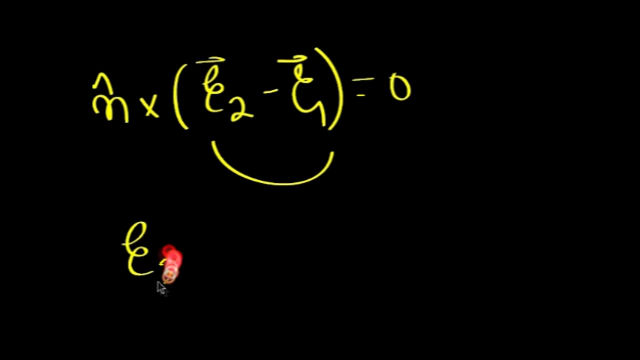 n̂ × (ℰ⃗₂ - ℰ⃗₁) = 0
ℰ